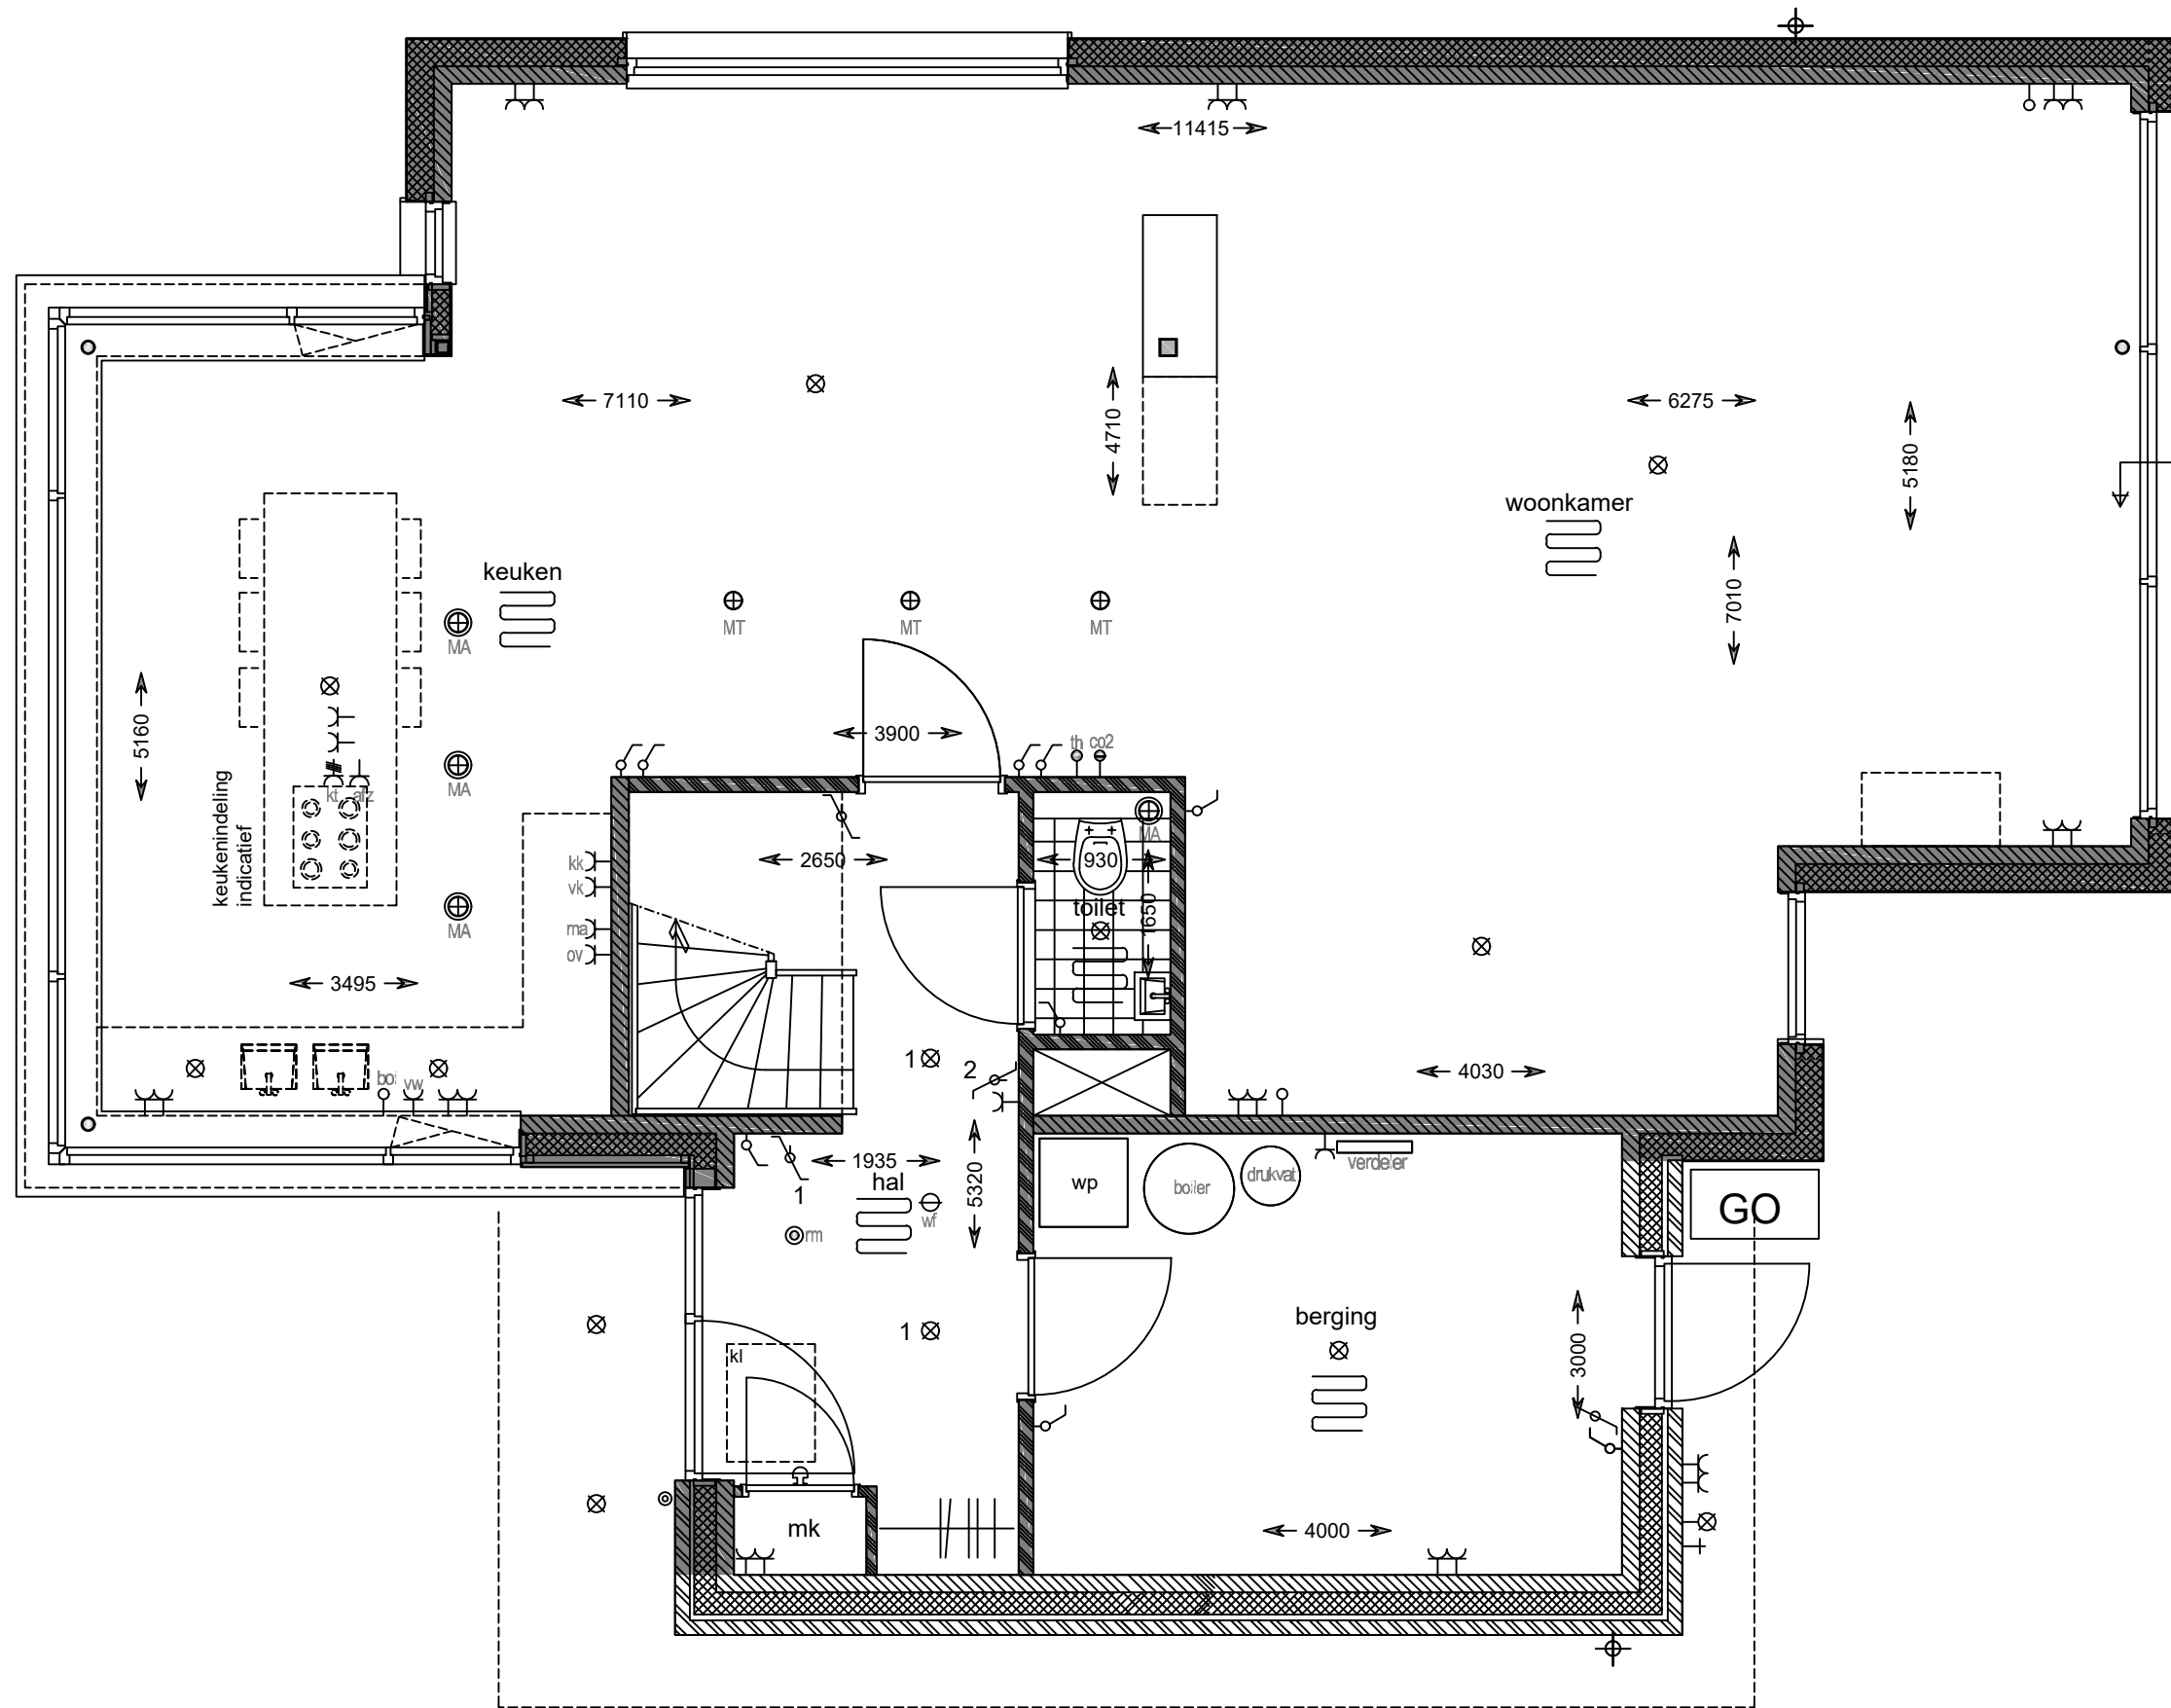 11415
7110
4710
6275
5180
woonkamer
7010
keuken
MA
MT
MT
MT
5160
3900
th
co2
MA
keukenindeling
indicatief
kt
afz
2650
930
MA
kk
vk
ma
ov
toilet
1650
MA
3495
1
2
4030
boi
vw
1935
hal
5320
wp
boiler
drukvat
verdeler
1
rm
wf
GO
1
berging
3000
kl
mk
4000